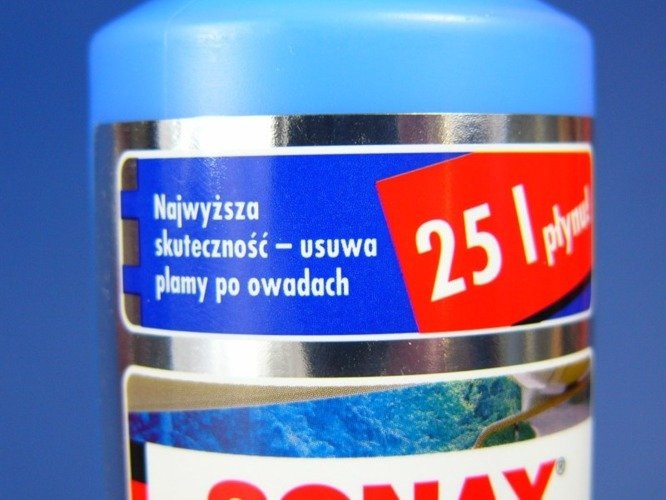 Najwyższa
skuteczność – usuwa
plamy po owadach
25 l płynu!
SONAX®